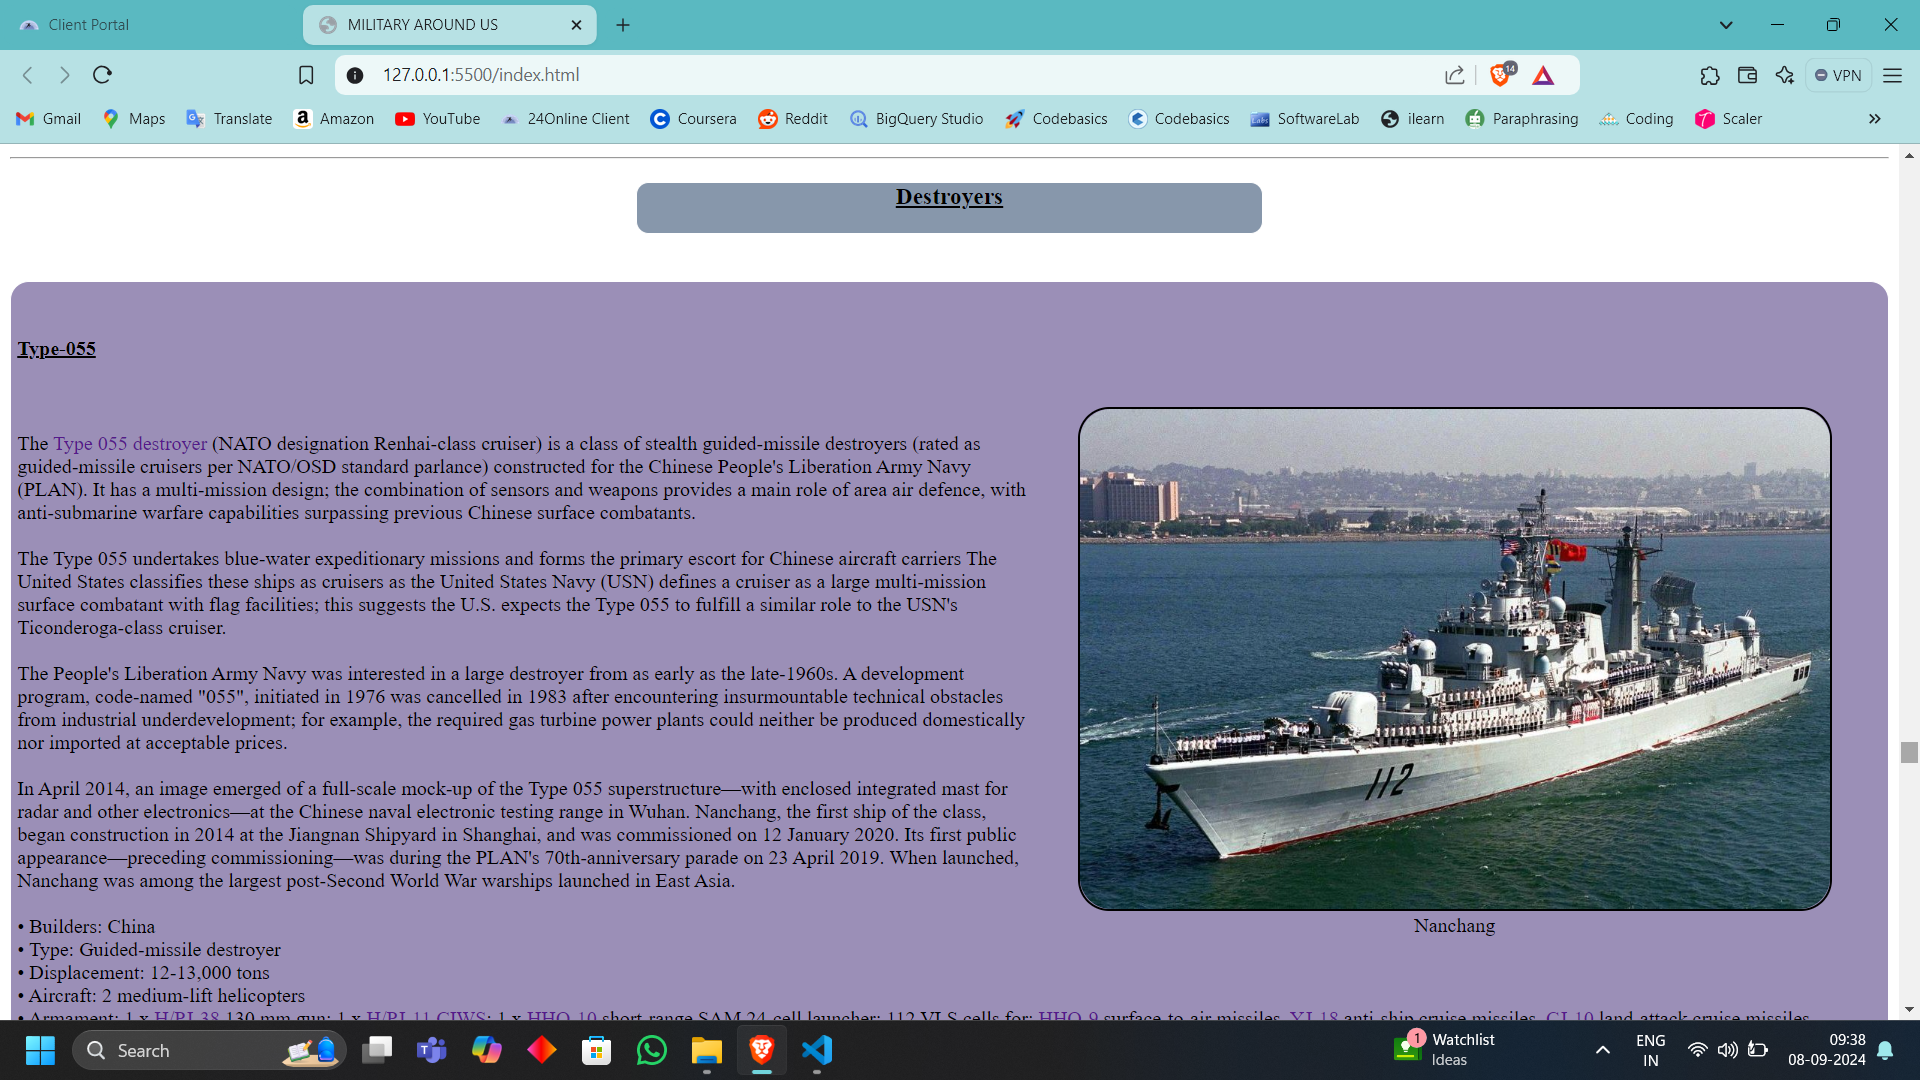 Client Portal
MILITARY AROUND US
127.0.0.1:5500/index.html
14
VPN
Gmail
Maps
Translate
Amazon
YouTube
24Online Client
Coursera
Reddit
BigQuery Studio
Codebasics
Codebasics
SoftwareLab
ilearn
Paraphrasing
Coding
Scaler
Destroyers
Type-055
The Type 055 destroyer (NATO designation Renhai-class cruiser) is a class of stealth guided-missile destroyers (rated as
guided-missile cruisers per NATO/OSD standard parlance) constructed for the Chinese People's Liberation Army Navy
(PLAN). It has a multi-mission design; the combination of sensors and weapons provides a main role of area air defence, with
anti-submarine warfare capabilities surpassing previous Chinese surface combatants.
The Type 055 undertakes blue-water expeditionary missions and forms the primary escort for Chinese aircraft carriers The
United States classifies these ships as cruisers as the United States Navy (USN) defines a cruiser as a large multi-mission
surface combatant with flag facilities; this suggests the U.S. expects the Type 055 to fulfill a similar role to the USN's
Ticonderoga-class cruiser.
The People's Liberation Army Navy was interested in a large destroyer from as early as the late-1960s. A development
program, code-named "055", initiated in 1976 was cancelled in 1983 after encountering insurmountable technical obstacles
from industrial underdevelopment; for example, the required gas turbine power plants could neither be produced domestically
nor imported at acceptable prices.
In April 2014, an image emerged of a full-scale mock-up of the Type 055 superstructure—with enclosed integrated mast for
radar and other electronics—at the Chinese naval electronic testing range in Wuhan. Nanchang, the first ship of the class,
began construction in 2014 at the Jiangnan Shipyard in Shanghai, and was commissioned on 12 January 2020. Its first public
appearance—preceding commissioning—was during the PLAN's 70th-anniversary parade on 23 April 2019. When launched,
Nanchang was among the largest post-Second World War warships launched in East Asia.
112
Nanchang
• Builders: China
• Type: Guided-missile destroyer
• Displacement: 12-13,000 tons
• Aircraft: 2 medium-lift helicopters
• Armament: 1 x H/PJ-38 130 mm gun; 1 x H/PJ-11 CIWS; 1 x HHQ-10 short-range SAM 24-cell launcher; 112 VLS cells for: HHQ-9 surface-to-air missiles, YJ-18 anti-ship cruise missiles, CJ-10 land-attack cruise missiles,
Search
1
Watchlist
Ideas
ENG
IN
09:38
08-09-2024